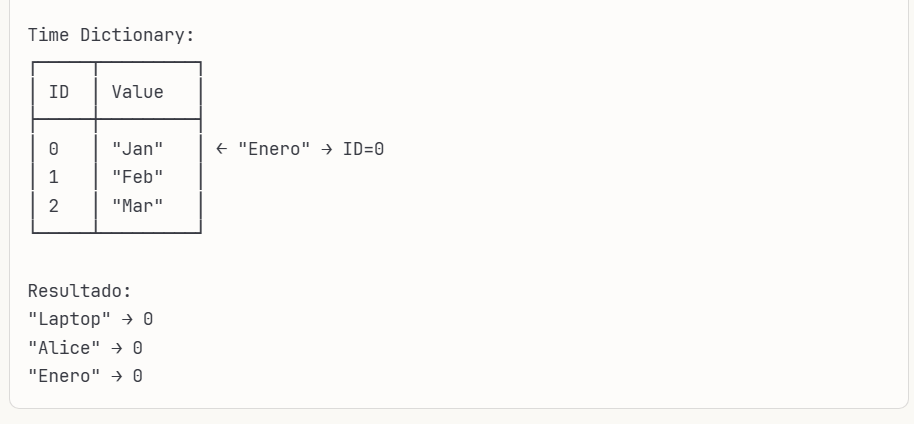 Time Dictionary:
ID Value
0 "Jan" ← "Enero" → ID=0
1 "Feb"
2 "Mar"
Resultado:
"Laptop" → 0
"Alice" → 0
"Enero" → 0